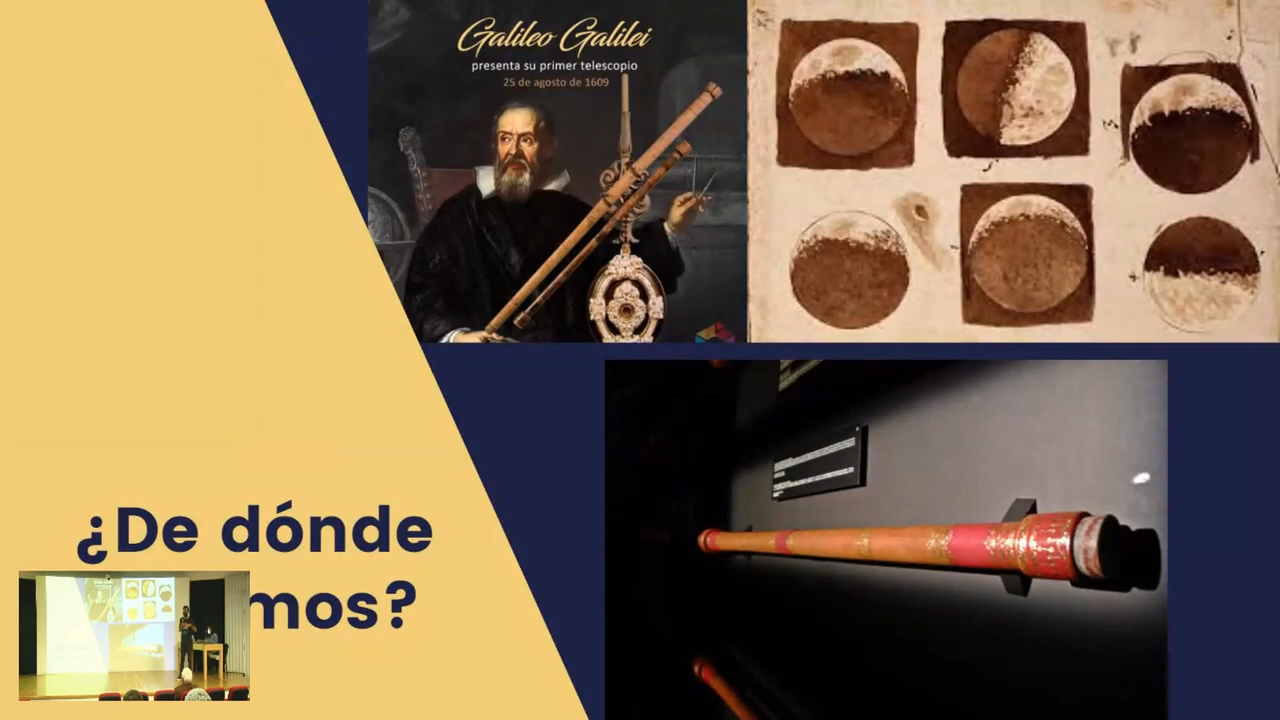 Galileo Galilei
presenta su primer telescopio
25 de agosto de 1609
¿De dónde
mos?